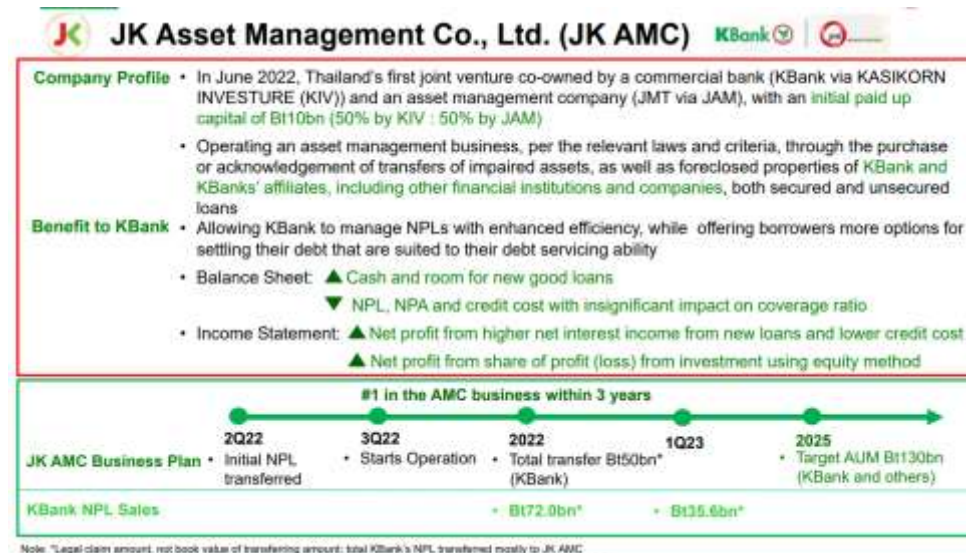 JK JK Asset Management Co., Ltd. (JK AMC) KBank
Company Profile • In June 2022, Thailand's first joint venture co-owned by a commercial bank (KBank via KASIKORN
INVESTURE (KIV)) and an asset management company (JMT via JAM), with an initial paid up
capital of Bt10bn (50% by KIV : 50% by JAM)
• Operating an asset management business, per the relevant laws and criteria, through the purchase
or acknowledgement of transfers of impaired assets, as well as foreclosed properties of KBank and
KBanks' affiliates, including other financial institutions and companies, both secured and unsecured
loans
Benefit to KBank • Allowing KBank to manage NPLs with enhanced efficiency, while offering borrowers more options for
settling their debt that are suited to their debt servicing ability
• Balance Sheet: ▲ Cash and room for new good loans
▼ NPL, NPA and credit cost with insignificant impact on coverage ratio
• Income Statement: ▲ Net profit from higher net interest income from new loans and lower credit cost
▲ Net profit from share of profit (loss) from investment using equity method
#1 in the AMC business within 3 years
2Q22 3Q22 2022 1Q23 2025
JK AMC Business Plan • Initial NPL • Starts Operation • Total transfer Bt50bn* • Target AUM Bt130bn
transferred (KBank) (KBank and others)
KBank NPL Sales • Bt72.0bn* • Bt35.6bn*
Note: *Legal claim amount, not book value of transferring amount; total KBank's NPL transferred mostly to JK AMC